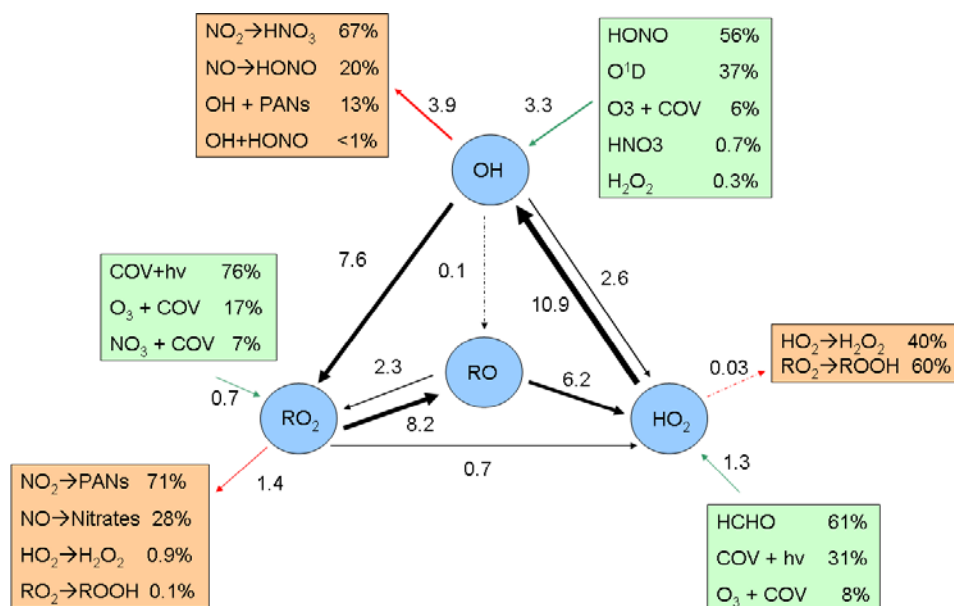 NO₂→HNO₃ 67%
NO→HONO 20%
OH + PANs 13%
OH+HONO <1%
HONO 56%
O¹D 37%
O3 + COV 6%
HNO3 0.7%
H₂O₂ 0.3%
3.9
3.3
OH
7.6
0.1
2.6
10.9
COV+hv 76%
O₃ + COV 17%
NO₃ + COV 7%
HO₂→H₂O₂ 40%
RO₂→ROOH 60%
0.03
0.7
2.3
RO
6.2
RO₂
8.2
HO₂
0.7
1.4
1.3
NO₂→PANs 71%
NO→Nitrates 28%
HO₂→H₂O₂ 0.9%
RO₂→ROOH 0.1%
HCHO 61%
COV + hv 31%
O₃ + COV 8%